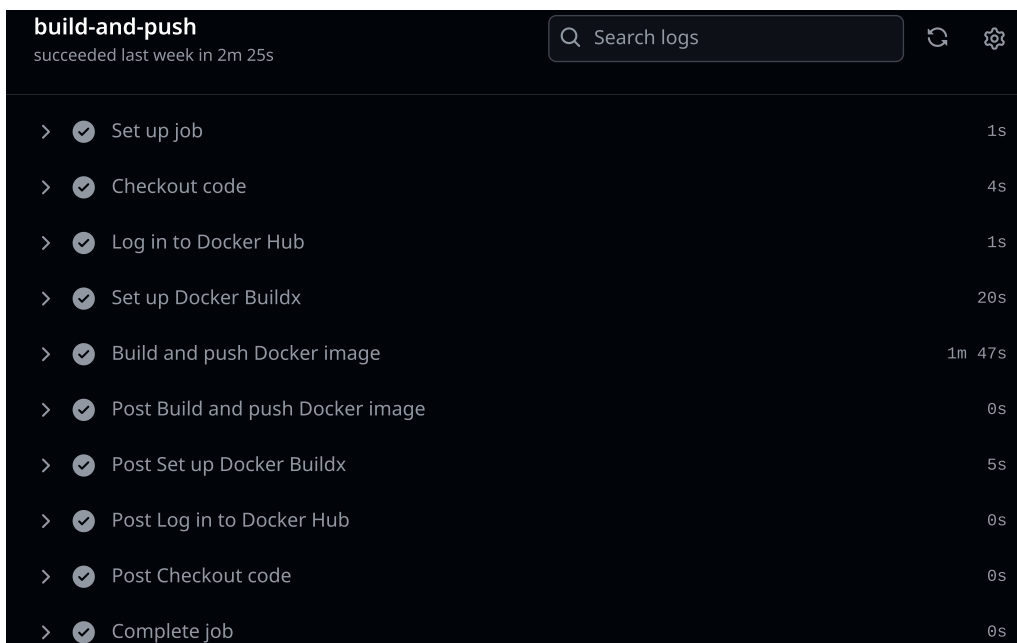 build-and-push
succeeded last week in 2m 25s
Search logs
Set up job 1s
Checkout code 4s
Log in to Docker Hub 1s
Set up Docker Buildx 20s
Build and push Docker image 1m 47s
Post Build and push Docker image 0s
Post Set up Docker Buildx 5s
Post Log in to Docker Hub 0s
Post Checkout code 0s
Complete job 0s